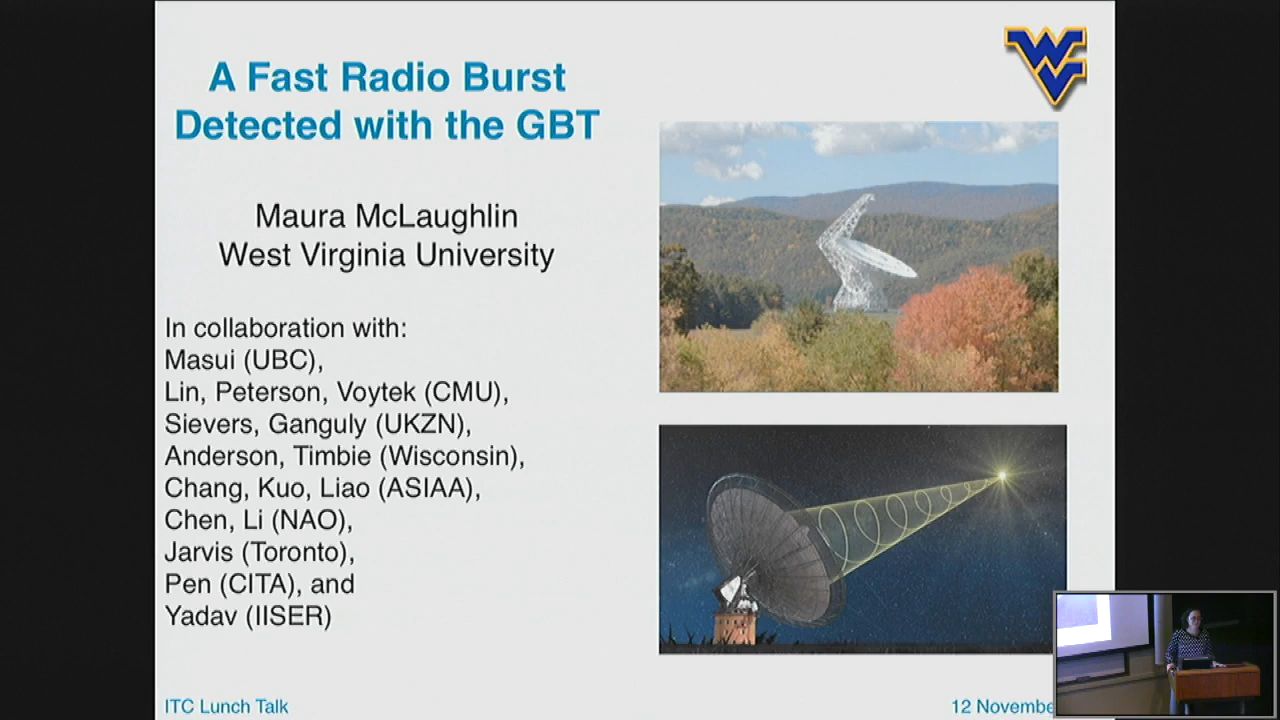 A Fast Radio Burst
Detected with the GBT
Maura McLaughlin
West Virginia University
In collaboration with:
Masui (UBC),
Lin, Peterson, Voytek (CMU),
Sievers, Ganguly (UKZN),
Anderson, Timbie (Wisconsin),
Chang, Kuo, Liao (ASIAA),
Chen, Li (NAO),
Jarvis (Toronto),
Pen (CITA), and
Yadav (IISER)
ITC Lunch Talk
12